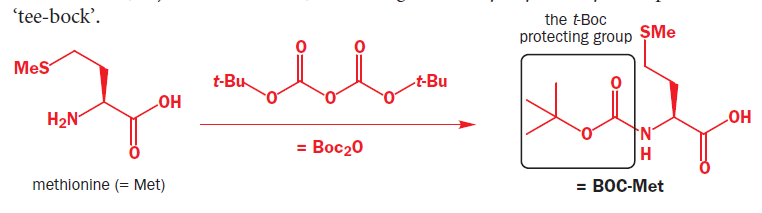 ‘tee-bock’.
the t-Boc
protecting group
SMe
MeS
O O
O
t-Bu t-Bu
OH
O O O
OH
H₂N
O
N
H
O
O
= Boc₂O
methionine (= Met)
= BOC-Met